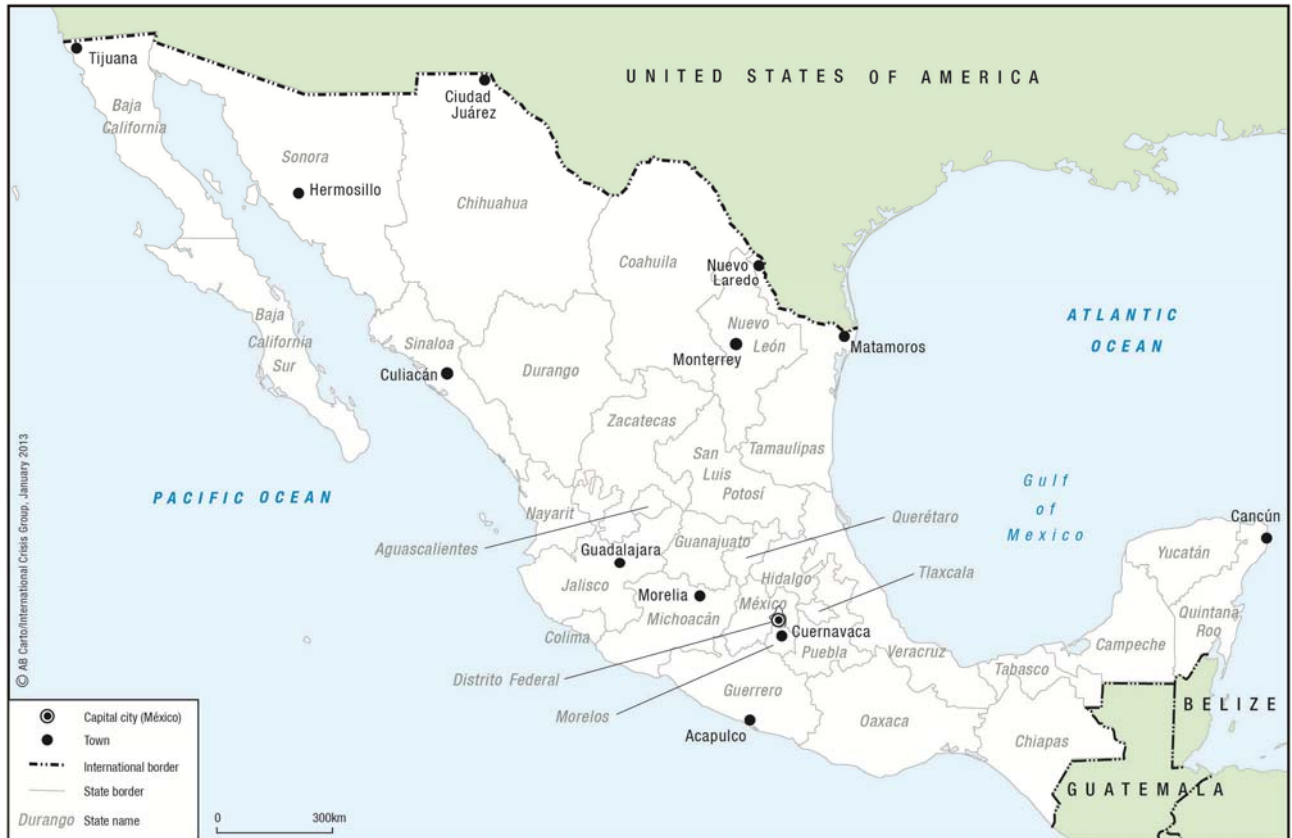 UNITED STATES OF AMERICA
Tijuana
Ciudad
Juárez
Baja
California
Sonora
Hermosillo
Chihuahua
Coahuila
Nuevo
Laredo
Baja
California
Sur
Sinaloa
Culiacán
Durango
Nuevo
León
Monterrey
Matamoros
ATLANTIC
OCEAN
Zacatecas
San
Luis
Potosí
Tamaulipas
PACIFIC OCEAN
Gulf
of
Mexico
Nayarit
Aguascalientes
Guanajuato
Querétaro
Cancún
Yucatán
Guadalajara
Jalisco
Hidalgo
Tlaxcala
Morelia
Michoacán
México
Quintana
Roo
Colima
Cuernavaca
Puebla
Veracruz
Campeche
Tabasco
Distrito Federal
Morelos
Guerrero
Oaxaca
Acapulco
Chiapas
BELIZE
GUATEMALA
© AB Carto/International Crisis Group, January 2013
Capital city (México)
Town
International border
State border
Durango State name
0 300km